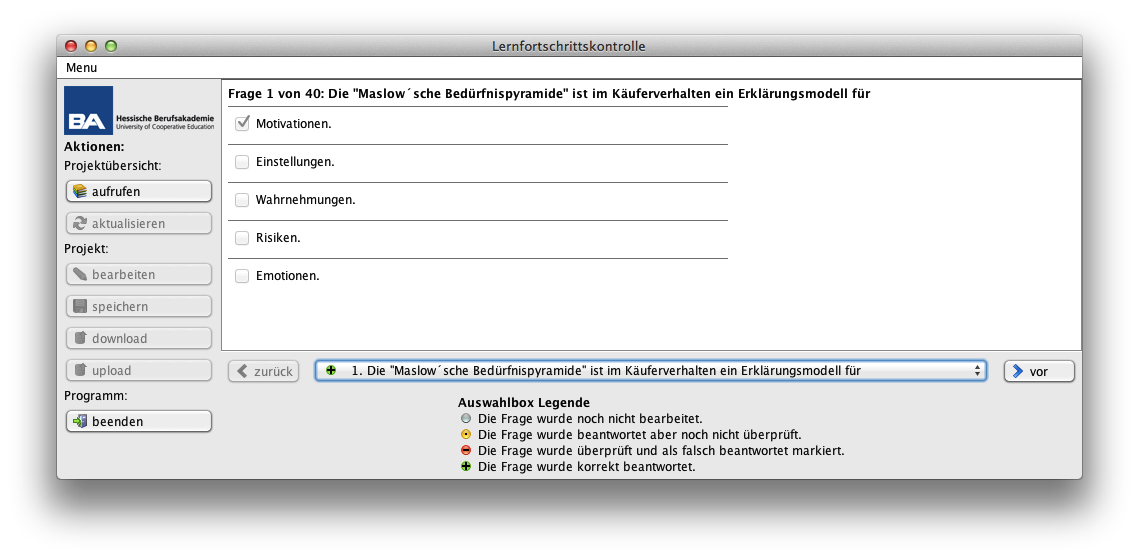 Lernfortschrittskontrolle
Menu
BA Hessische Berufsakademie
University of Cooperative Education
Aktionen:
Projektübersicht:
aufrufen
aktualisieren
Projekt:
bearbeiten
speichern
download
upload
Programm:
beenden
Frage 1 von 40: Die "Maslow´sche Bedürfnispyramide" ist im Käuferverhalten ein Erklärungsmodell für
Motivationen.
Einstellungen.
Wahrnehmungen.
Risiken.
Emotionen.
zurück
1. Die "Maslow´sche Bedürfnispyramide" ist im Käuferverhalten ein Erklärungsmodell für
vor
Auswahlbox Legende
Die Frage wurde noch nicht bearbeitet.
Die Frage wurde beantwortet aber noch nicht überprüft.
Die Frage wurde überprüft und als falsch beantwortet markiert.
Die Frage wurde korrekt beantwortet.